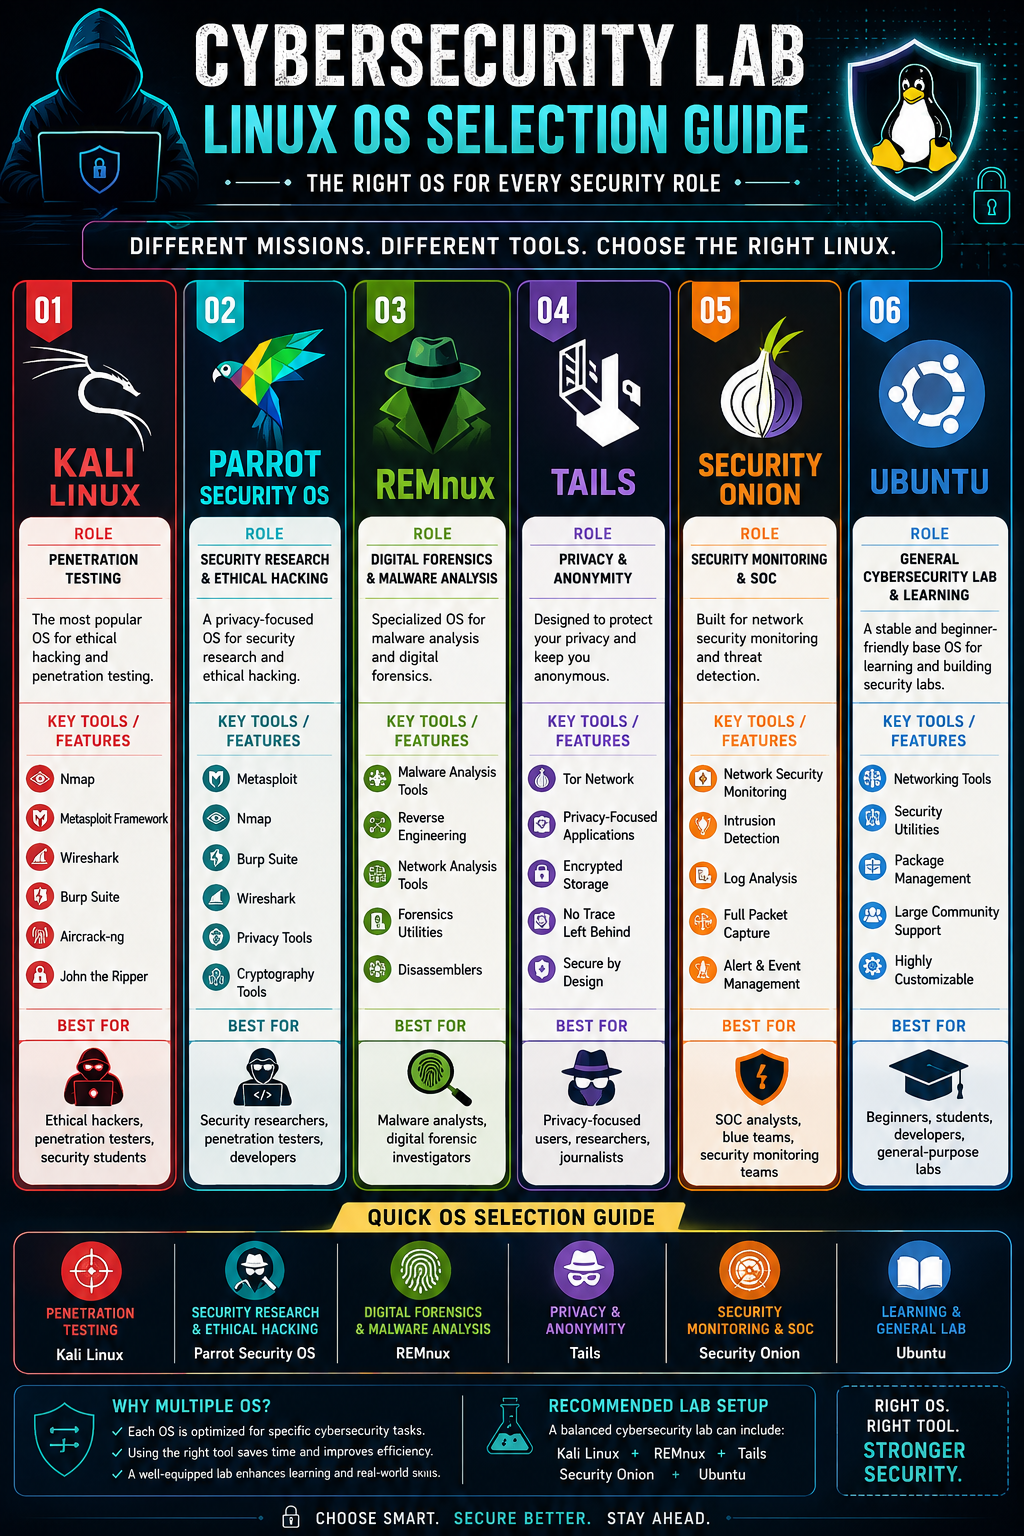 CYBERSECURITY LAB
LINUX OS SELECTION GUIDE
THE RIGHT OS FOR EVERY SECURITY ROLE
DIFFERENT MISSIONS. DIFFERENT TOOLS. CHOOSE THE RIGHT LINUX.
01
KALI
LINUX
ROLE
PENETRATION
TESTING
The most popular
OS for ethical
hacking and
penetration testing.
KEY TOOLS /
FEATURES
Nmap
Metasploit Framework
Wireshark
Burp Suite
Aircrack-ng
John the Ripper
BEST FOR
Ethical hackers,
penetration testers,
security students
02
PARROT
SECURITY OS
ROLE
SECURITY RESEARCH
& ETHICAL HACKING
A privacy-focused
OS for security
research and
ethical hacking.
KEY TOOLS /
FEATURES
Metasploit
Nmap
Burp Suite
Wireshark
Privacy Tools
Cryptography
Tools
BEST FOR
</>
Security researchers,
penetration testers,
developers
03
REMnux
ROLE
DIGITAL FORENSICS
& MALWARE ANALYSIS
Specialized OS for
malware analysis
and digital
forensics.
KEY TOOLS /
FEATURES
Malware Analysis
Tools
Reverse
Engineering
Network Analysis
Tools
Forensics
Utilities
Disassemblers
BEST FOR
Malware analysts,
digital forensic
investigators
04
TAILS
ROLE
PRIVACY &
ANONYMITY
Designed to protect
your privacy and
keep you
anonymous.
KEY TOOLS /
FEATURES
Tor Network
Privacy-Focused
Applications
Encrypted
Storage
No Trace
Left Behind
Secure by
Design
BEST FOR
Privacy-focused
users, researchers,
journalists
05
SECURITY
ONION
ROLE
SECURITY MONITORING
& SOC
Built for network
security monitoring
and threat
detection.
KEY TOOLS /
FEATURES
Network Security
Monitoring
Intrusion
Detection
Log Analysis
Full Packet
Capture
Alert & Event
Management
BEST FOR
SOC analysts,
blue teams,
security monitoring
teams
06
UBUNTU
ROLE
GENERAL
CYBERSECURITY LAB
& LEARNING
A stable and beginner-
friendly base OS for
learning and building
security labs.
KEY TOOLS /
FEATURES
Networking Tools
Security
Utilities
Package
Management
Large Community
Support
Highly
Customizable
BEST FOR
Beginners, students,
developers,
general-purpose
labs
QUICK OS SELECTION GUIDE
PENETRATION
TESTING
Kali Linux
SECURITY RESEARCH
& ETHICAL HACKING
Parrot Security OS
DIGITAL FORENSICS
& MALWARE ANALYSIS
REMnux
PRIVACY &
ANONYMITY
Tails
SECURITY
MONITORING & SOC
Security Onion
LEARNING &
GENERAL LAB
Ubuntu
WHY MULTIPLE OS?
✓ Each OS is optimized for specific cybersecurity tasks.
✓ Using the right tool saves time and improves efficiency.
✓ A well-equipped lab enhances learning and real-world skills.
RECOMMENDED LAB SETUP
A balanced cybersecurity lab can include:
Kali Linux + REMnux + Tails
Security Onion + Ubuntu
RIGHT OS.
RIGHT TOOL.
STRONGER
SECURITY.
CHOOSE SMART. SECURE BETTER. STAY AHEAD.